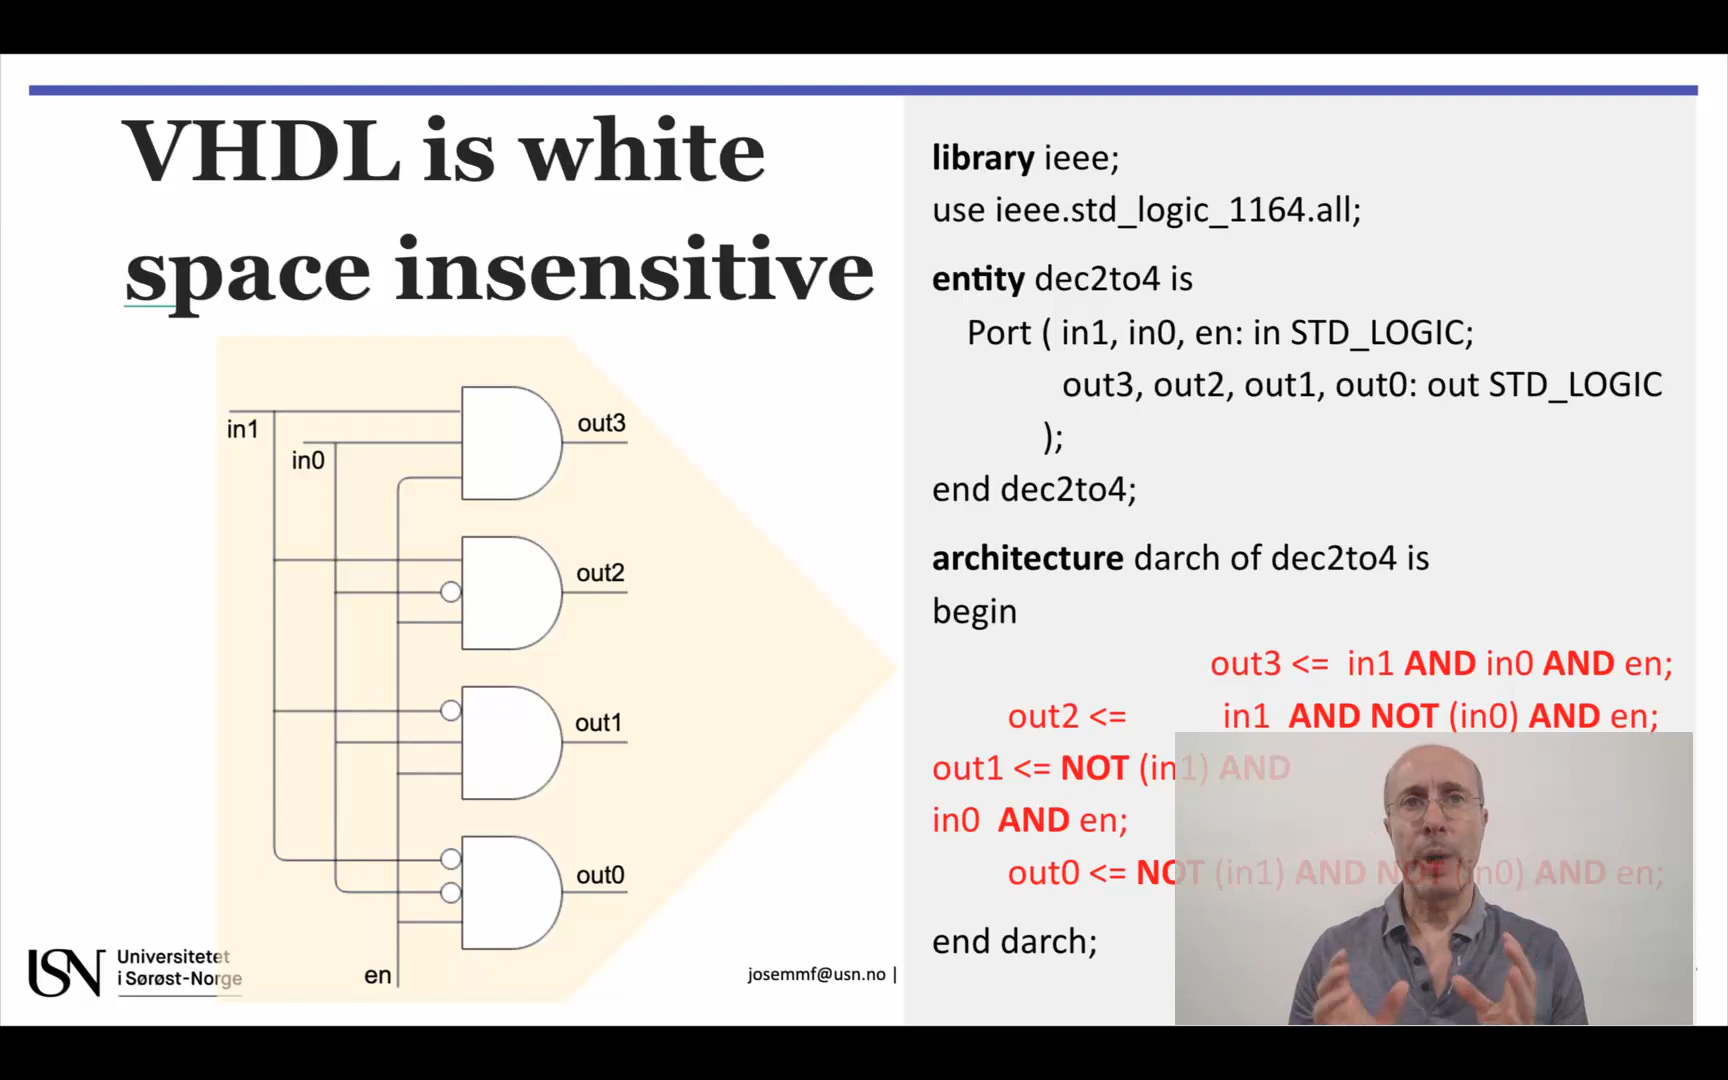 VHDL is white
space insensitive
in1
in0
out3
out2
out1
out0
en
USN Universitetet
i Sørøst-Norge
josemmf@usn.no |
library ieee;
use ieee.std_logic_1164.all;
entity dec2to4 is
Port ( in1, in0, en: in STD_LOGIC;
out3, out2, out1, out0: out STD_LOGIC
);
end dec2to4;
architecture darch of dec2to4 is
begin
out3 <= in1 AND in0 AND en;
out2 <= in1 AND NOT (in0) AND en;
out1 <= NOT (in1) AND
in0 AND en;
out0 <= NOT (in1) AND NOT (in0) AND en;
end darch;